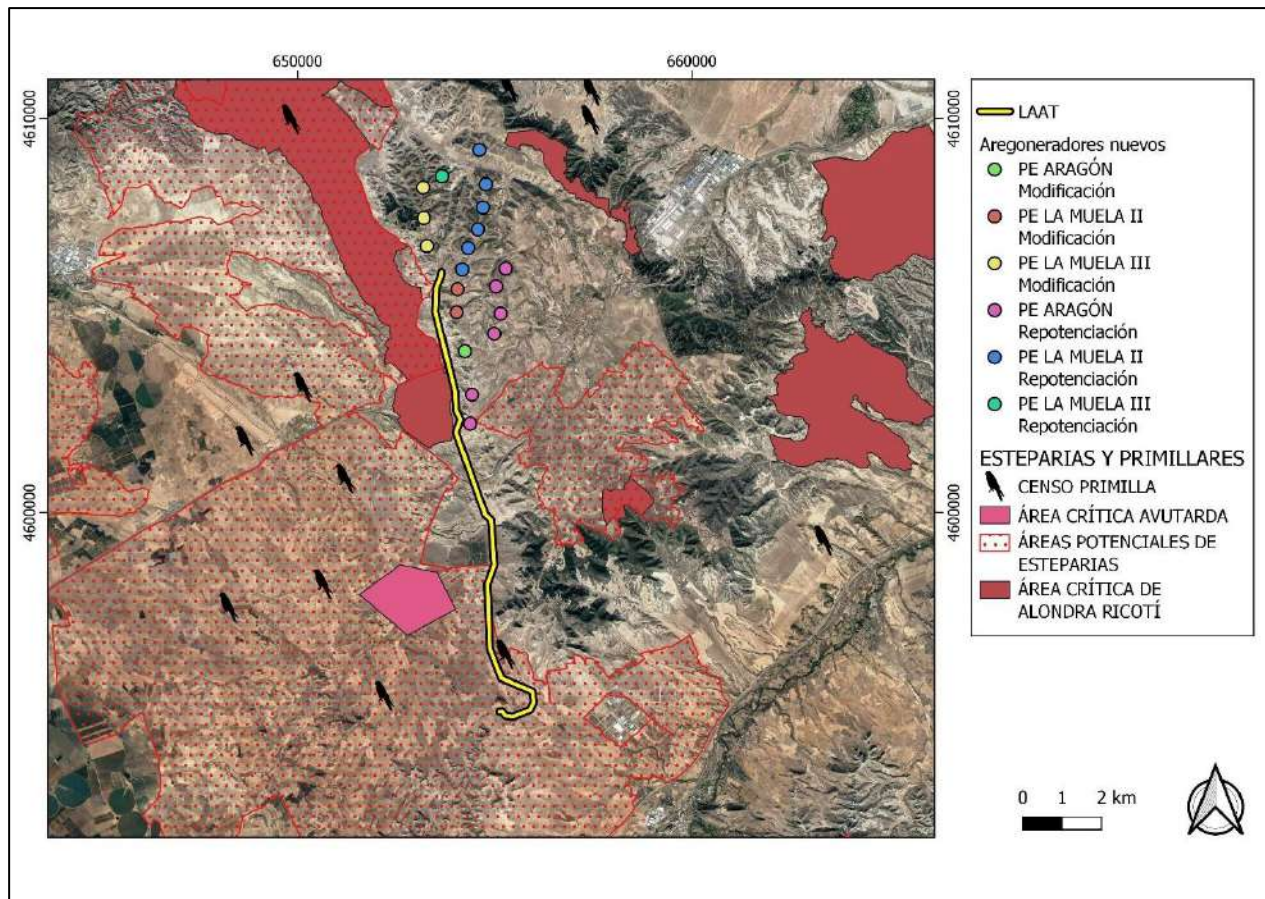 650000
660000
4610000
4610000
4600000
4600000
LAAT
Aregoneradores nuevos
PE ARAGÓN
Modificación
PE LA MUELA II
Modificación
PE LA MUELA III
Modificación
PE ARAGÓN
Repotenciación
PE LA MUELA II
Repotenciación
PE LA MUELA III
Repotenciación
ESTEPARIAS Y PRIMILLARES
CENSO PRIMILLA
ÁREA CRÍTICA AVUTARDA
ÁREAS POTENCIALES DE
ESTEPARIAS
ÁREA CRÍTICA DE
ALONDRA RICOTÍ
0 1 2 km